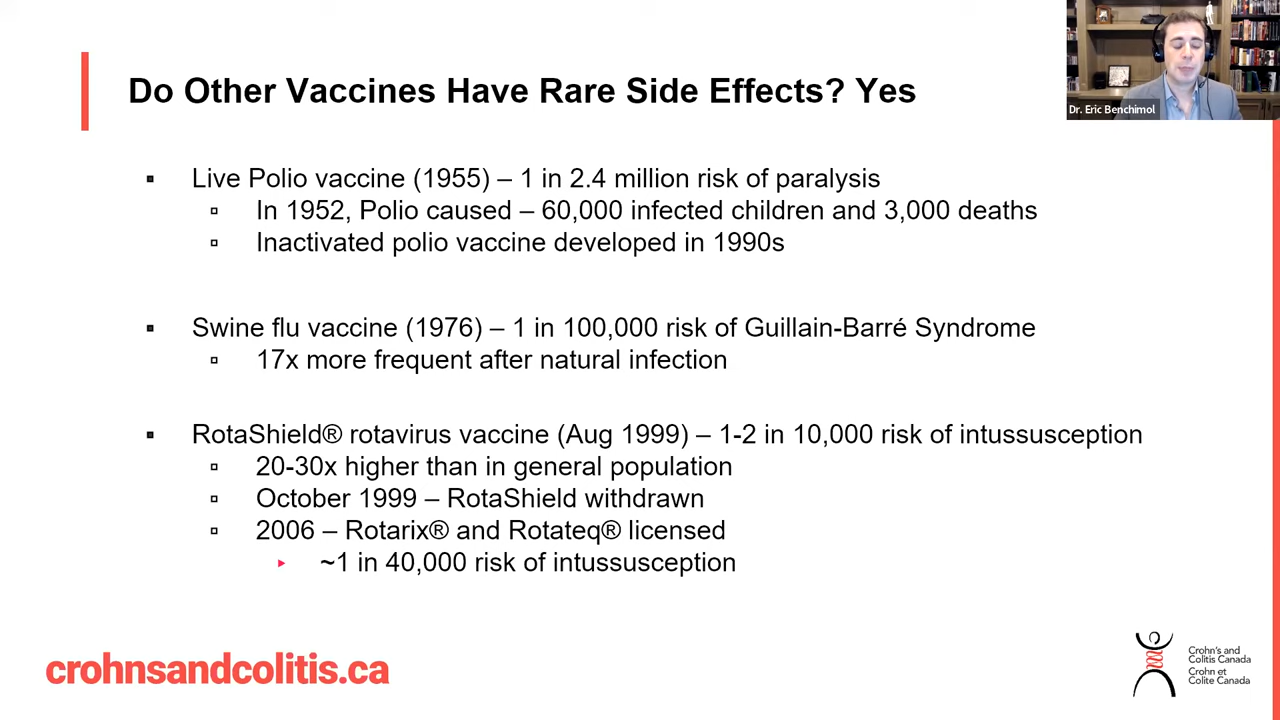 Do Other Vaccines Have Rare Side Effects? Yes
Dr. Eric Benchimol
▪ Live Polio vaccine (1955) – 1 in 2.4 million risk of paralysis
▫ In 1952, Polio caused – 60,000 infected children and 3,000 deaths
▫ Inactivated polio vaccine developed in 1990s
▪ Swine flu vaccine (1976) – 1 in 100,000 risk of Guillain-Barré Syndrome
▫ 17x more frequent after natural infection
▪ RotaShield® rotavirus vaccine (Aug 1999) – 1-2 in 10,000 risk of intussusception
▫ 20-30x higher than in general population
▫ October 1999 – RotaShield withdrawn
▫ 2006 – Rotarix® and Rotateq® licensed
▸ ~1 in 40,000 risk of intussusception
crohnsandcolitis.ca
Crohn's and
Colitis Canada
Crohn et
Colite Canada